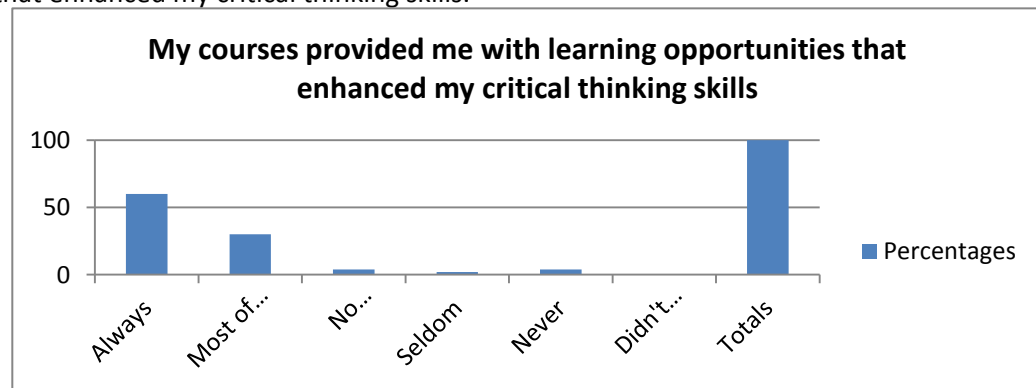 that enhanced my critical thinking skills.
My courses provided me with learning opportunities that
enhanced my critical thinking skills
100
50
0
Always
Most of...
No...
Seldom
Never
Didn't...
Totals
Percentages